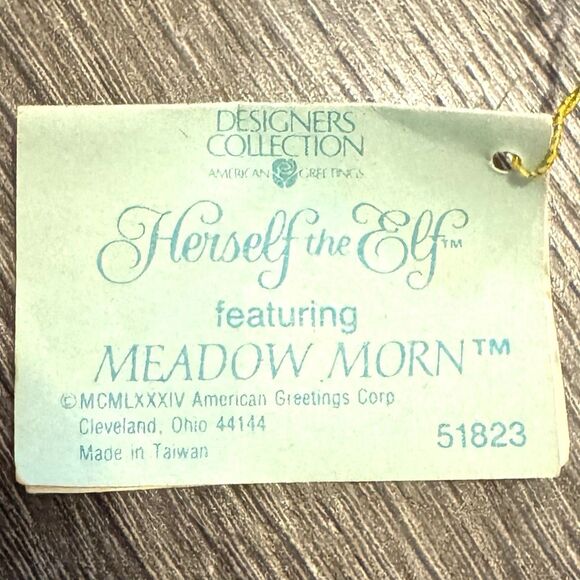 DESIGNERS
COLLECTION
AMERICAN GREETINGS
Herself the Elf™
featuring
MEADOW MORN™
© MCMLXXXIV American Greetings Corp
Cleveland, Ohio 44144
Made in Taiwan
51823